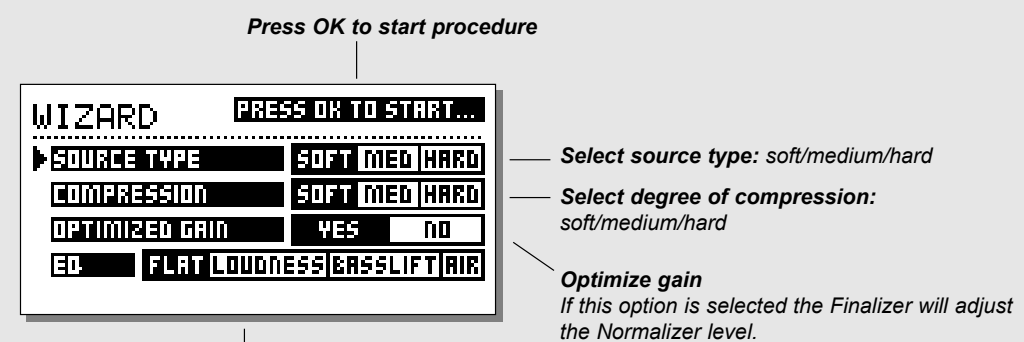 Press OK to start procedure
WIZARD
PRESS OK TO START...
SOURCE TYPE SOFT MED HARD
Select source type: soft/medium/hard
COMPRESSION SOFT MED HARD
Select degree of compression:
soft/medium/hard
OPTIMIZED GAIN YES NO
EQ FLAT LOUDNESS BASSLIFT AIR
Optimize gain
If this option is selected the Finalizer will adjust
the Normalizer level.